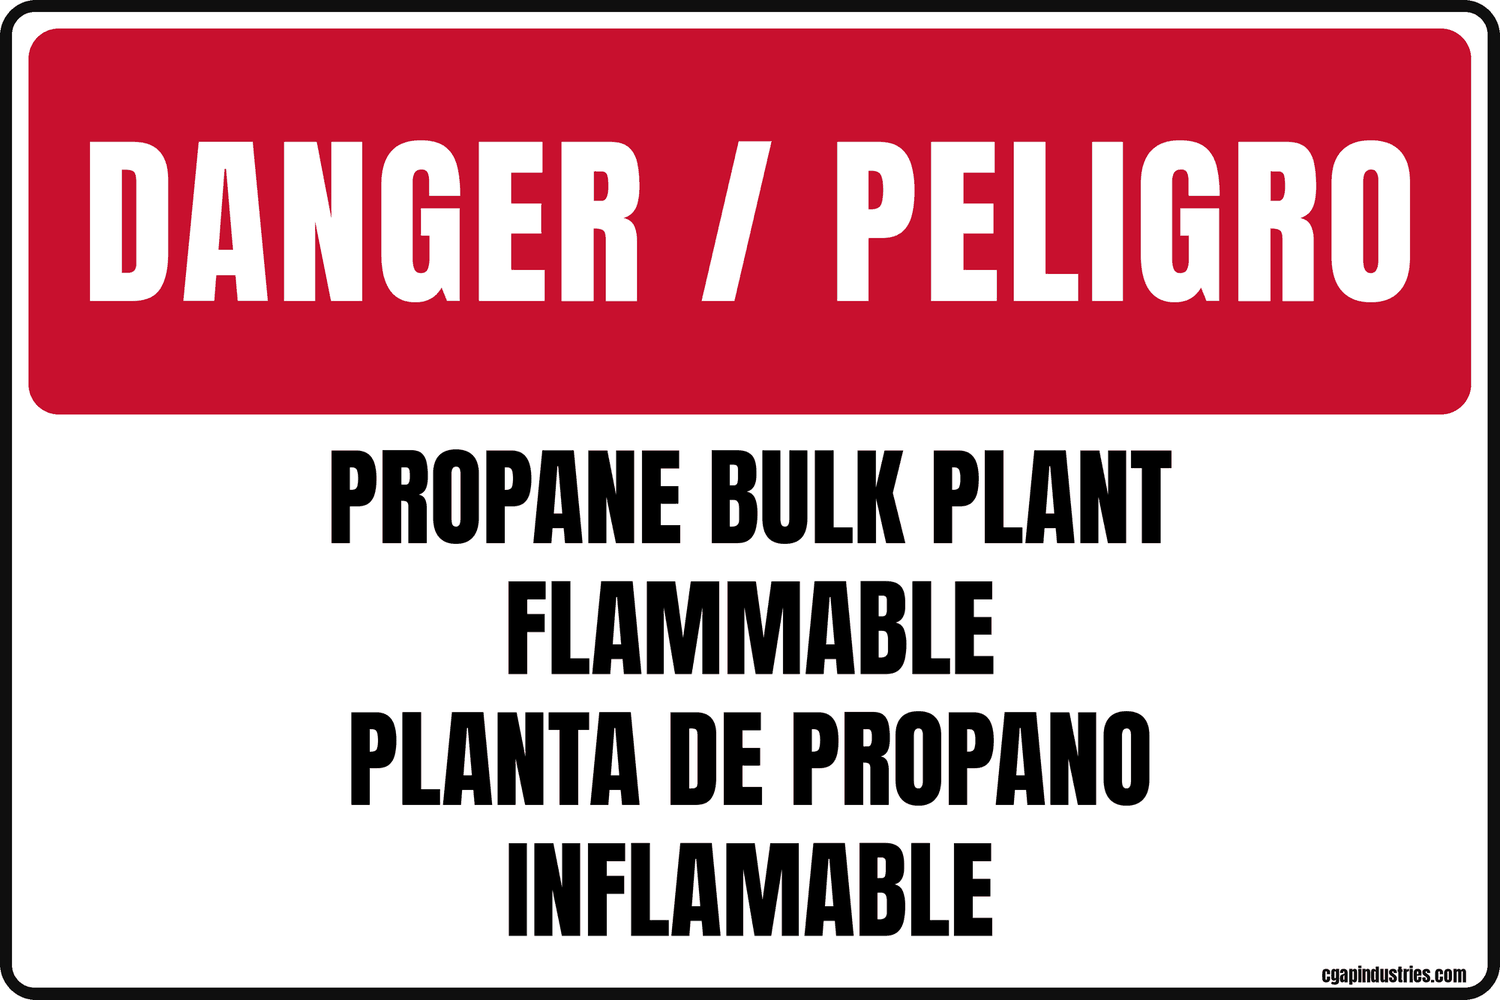 DANGER / PELIGRO
PROPANE BULK PLANT
FLAMMABLE
PLANTA DE PROPANO
INFLAMABLE
cgapindustries.com